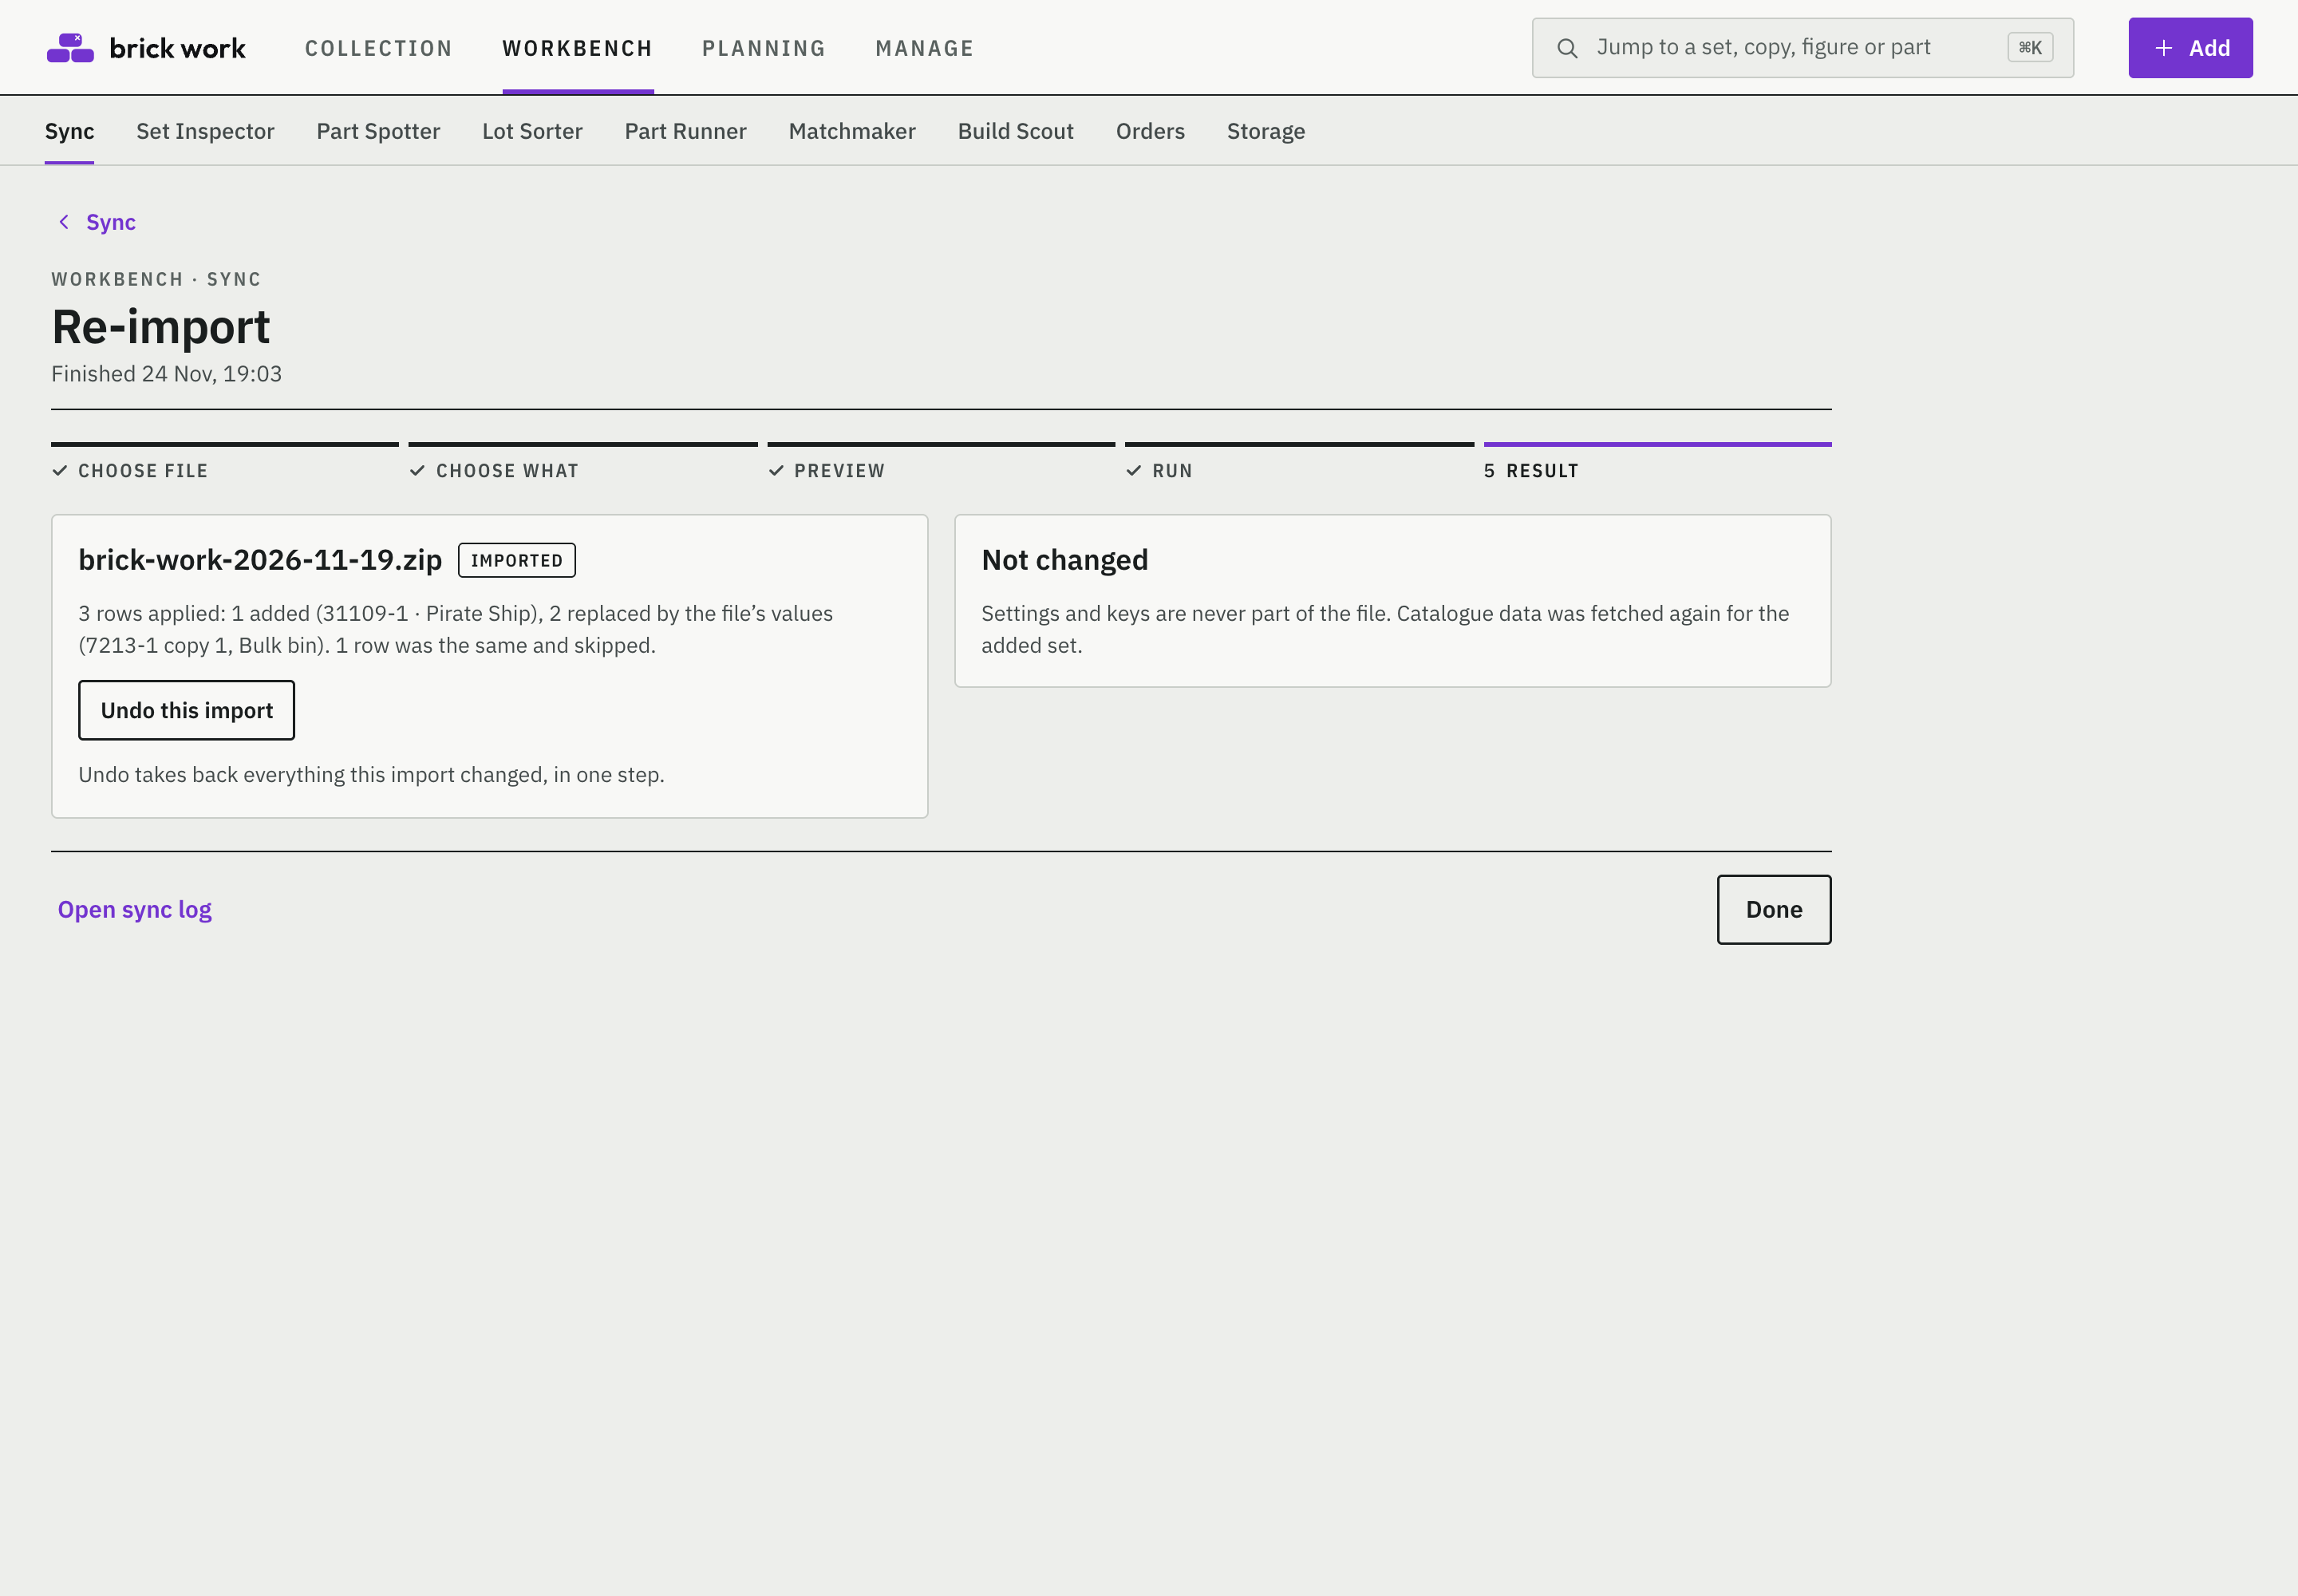 brick work
COLLECTION
WORKBENCH
PLANNING
MANAGE
Jump to a set, copy, figure or part
⌘K
Add
Sync
Set Inspector
Part Spotter
Lot Sorter
Part Runner
Matchmaker
Build Scout
Orders
Storage
Sync
WORKBENCH · SYNC
Re-import
Finished 24 Nov, 19:03
CHOOSE FILE
CHOOSE WHAT
PREVIEW
RUN
5 RESULT
brick-work-2026-11-19.zip
IMPORTED
3 rows applied: 1 added (31109-1 · Pirate Ship), 2 replaced by the file’s values
(7213-1 copy 1, Bulk bin). 1 row was the same and skipped.
Undo this import
Undo takes back everything this import changed, in one step.
Not changed
Settings and keys are never part of the file. Catalogue data was fetched again for the
added set.
Open sync log
Done